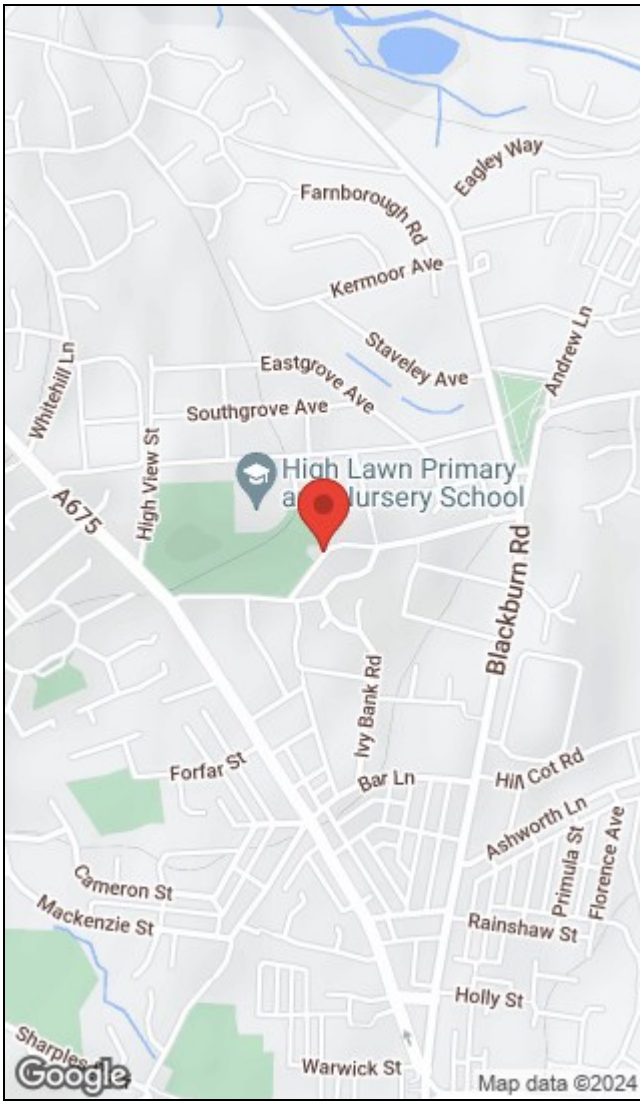 Eagley Way
Farnborough Rd
Kermoor Ave
Andrew Ln
Staveley Ave
Whitehill Ln
Eastgrove Ave
Southgrove Ave
High View St
High Lawn Primary
Nursery School
A675
Blackburn Rd
Ivy Bank Rd
Forfar St
Bar Ln
Hill Cot Rd
Ashworth Ln
Primula St
Florence Ave
Cameron St
Mackenzie St
Rainshaw St
Holly St
Sharples
Warwick St
Google
Map data ©2024